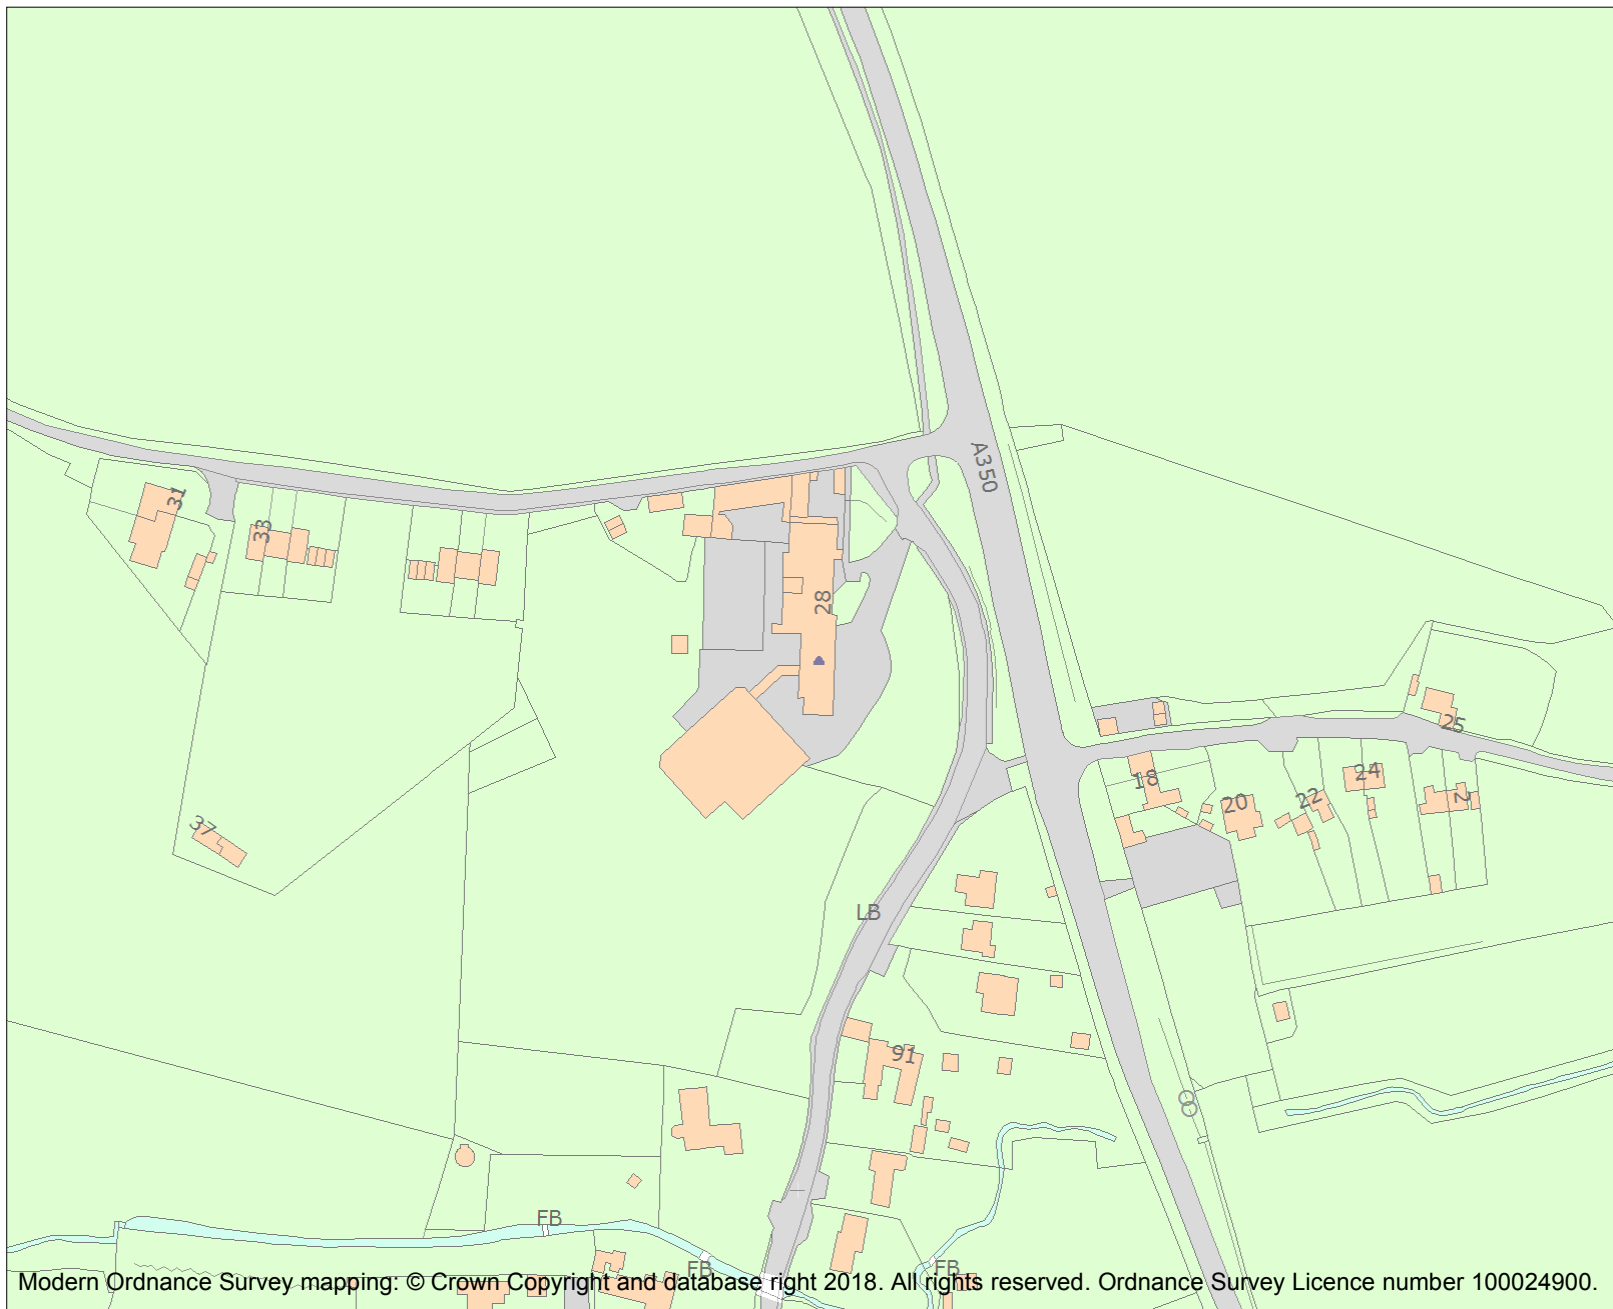 A350
31
33
28
25
18
24
22
20
2
37
LB
91
FB
FB
FB
Modern Ordnance Survey mapping: © Crown Copyright and database right 2018. All rights reserved. Ordnance Survey Licence number 100024900.